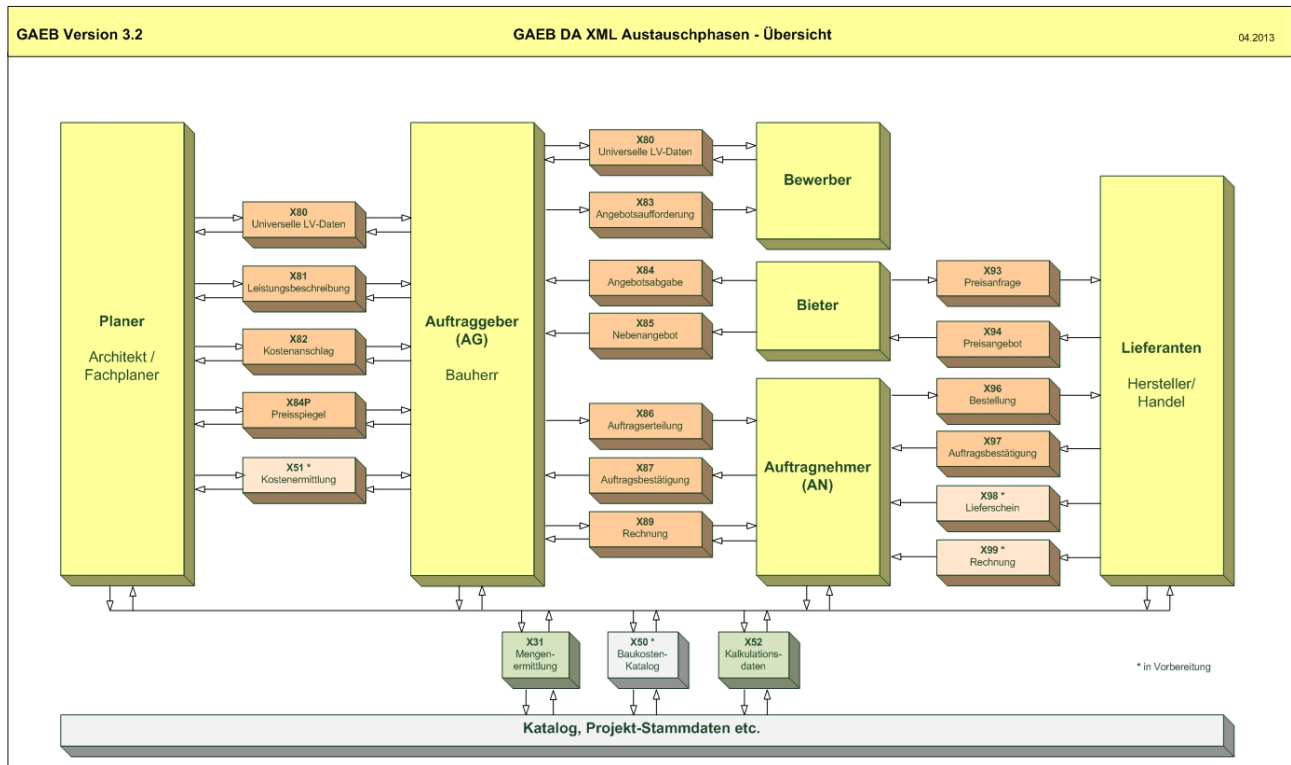 GAEB Version 3.2
GAEB DA XML Austauschphasen - Übersicht
04.2013
Planer
Architekt /
Fachplaner
X80
Universelle LV-Daten
X81
Leistungsbeschreibung
X82
Kostenanschlag
X84P
Preisspiegel
X51 *
Kostenermittlung
Auftraggeber
(AG)
Bauherr
X80
Universelle LV-Daten
X83
Angebotsaufforderung
X84
Angebotsabgabe
X85
Nebenangebot
X86
Auftragserteilung
X87
Auftragsbestätigung
X89
Rechnung
Bewerber
Bieter
Auftragnehmer
(AN)
X93
Preisanfrage
X94
Preisangebot
X96
Bestellung
X97
Auftragsbestätigung
X98 *
Lieferschein
X99 *
Rechnung
Lieferanten
Hersteller/
Handel
X31
Mengen-
ermittlung
X50 *
Baukosten-
Katalog
X52
Kalkulations-
daten
* in Vorbereitung
Katalog, Projekt-Stammdaten etc.